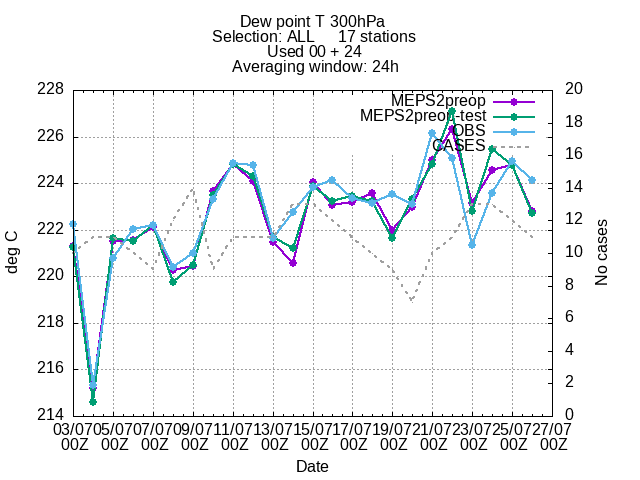 Dew point T 300hPa
Selection: ALL 17 stations
Used 00 + 24
Averaging window: 24h
228
226
224
222
220
218
216
214
deg C
20
18
16
14
12
10
8
6
4
2
0
No cases
MEPS2preop
MEPS2preop-test
OBS
CASES
03/07 05/07 07/07 09/07 11/07 13/07 15/07 17/07 19/07 21/07 23/07 25/07 27/07
00Z 00Z 00Z 00Z 00Z 00Z 00Z 00Z 00Z 00Z 00Z 00Z 00Z
Date